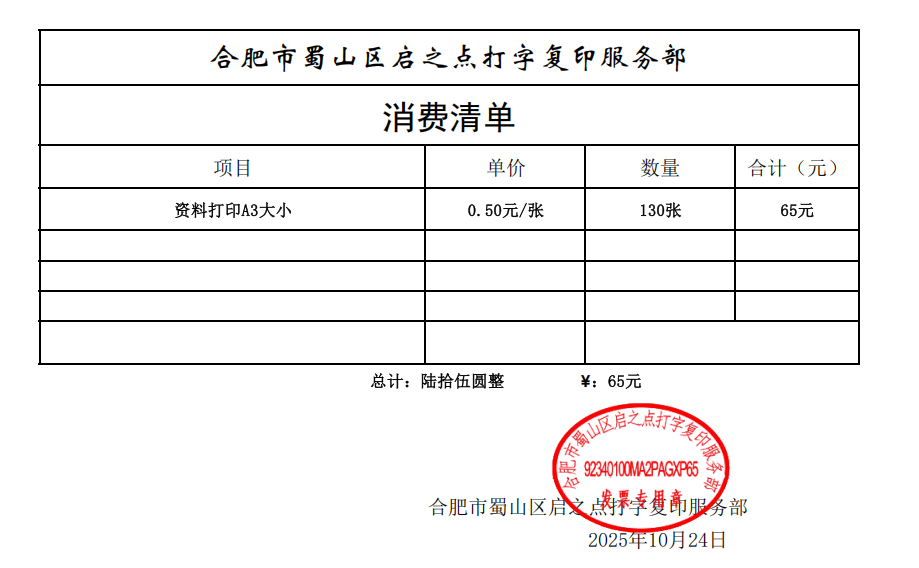 合肥市蜀山区启之点打字复印服务部
消费清单
项目 单价 数量 合计（元）
资料打印A3大小 0.50元/张 130张 65元
总计：陆拾伍圆整 ¥：65元
合肥市蜀山区启之点打字复印服务部
92340100MA2PAGXP65
发票专用章
合肥市蜀山区启之点打字复印服务部
2025年10月24日